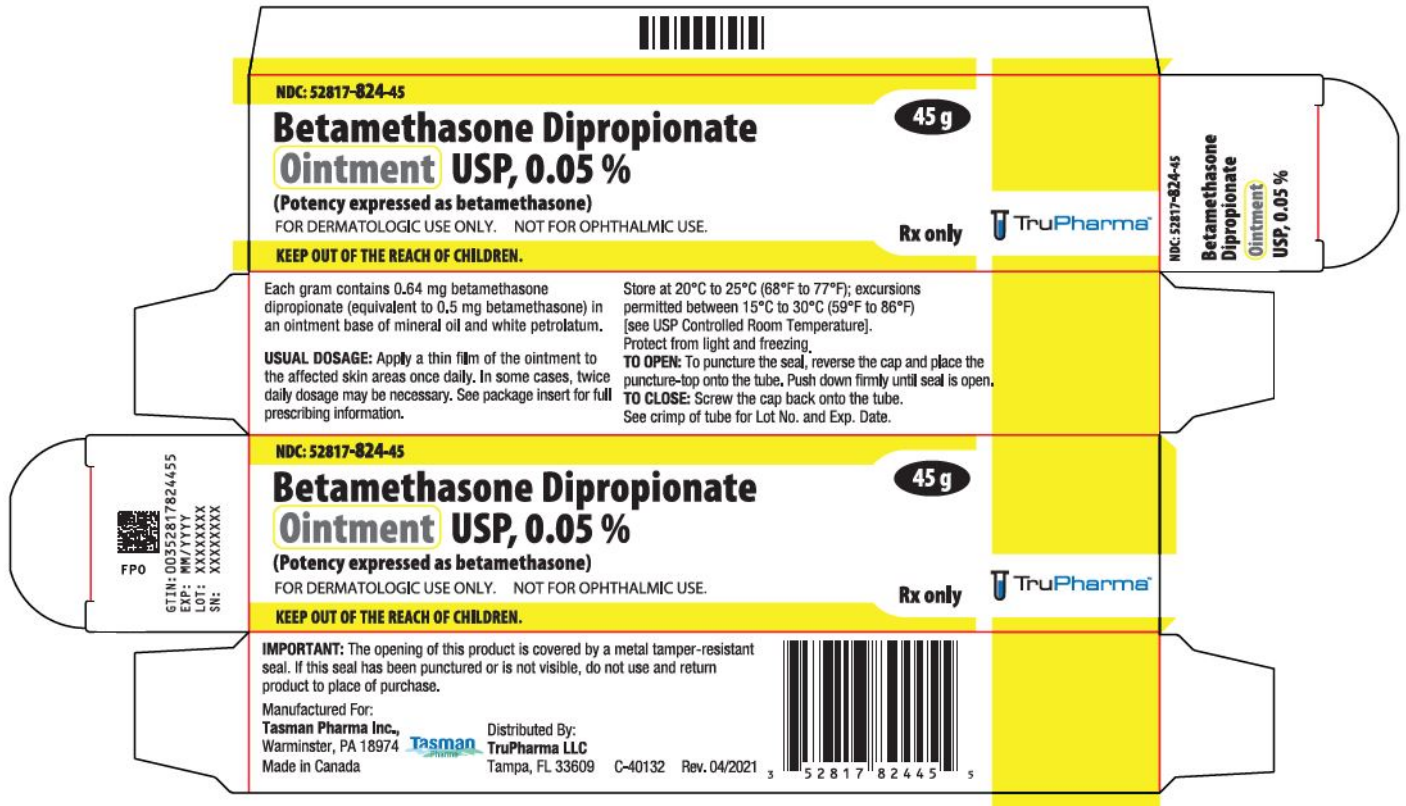 NDC: 52817-824-45
Betamethasone Dipropionate
45 g
Ointment USP, 0.05 %
(Potency expressed as betamethasone)
FOR DERMATOLOGIC USE ONLY. NOT FOR OPHTHALMIC USE.
Rx only
TruPharma™
KEEP OUT OF THE REACH OF CHILDREN.
NDC: 52817-824-45
Betamethasone
Dipropionate
Ointment
USP, 0.05 %
Each gram contains 0.64 mg betamethasone
dipropionate (equivalent to 0.5 mg betamethasone) in
an ointment base of mineral oil and white petrolatum.
USUAL DOSAGE: Apply a thin film of the ointment to
the affected skin areas once daily. In some cases, twice
daily dosage may be necessary. See package insert for full
prescribing information.
Store at 20°C to 25°C (68°F to 77°F); excursions
permitted between 15°C to 30°C (59°F to 86°F)
[see USP Controlled Room Temperature].
Protect from light and freezing.
TO OPEN: To puncture the seal, reverse the cap and place the
puncture-top onto the tube. Push down firmly until seal is open.
TO CLOSE: Screw the cap back onto the tube.
See crimp of tube for Lot No. and Exp. Date.
FPO
GTIN: 00352817824455
EXP: MM/YYYY
LOT: XXXXXXXX
SN: XXXXXXXX
NDC: 52817-824-45
Betamethasone Dipropionate
45 g
Ointment USP, 0.05 %
(Potency expressed as betamethasone)
FOR DERMATOLOGIC USE ONLY. NOT FOR OPHTHALMIC USE.
Rx only
TruPharma™
KEEP OUT OF THE REACH OF CHILDREN.
IMPORTANT: The opening of this product is covered by a metal tamper-resistant
seal. If this seal has been punctured or is not visible, do not use and return
product to place of purchase.
Manufactured For:
Tasman Pharma Inc.,
Warminster, PA 18974
Made in Canada
Tasman
Pharma
Distributed By:
TruPharma LLC
Tampa, FL 33609 C-40132 Rev. 04/2021
3 52817 82445 5